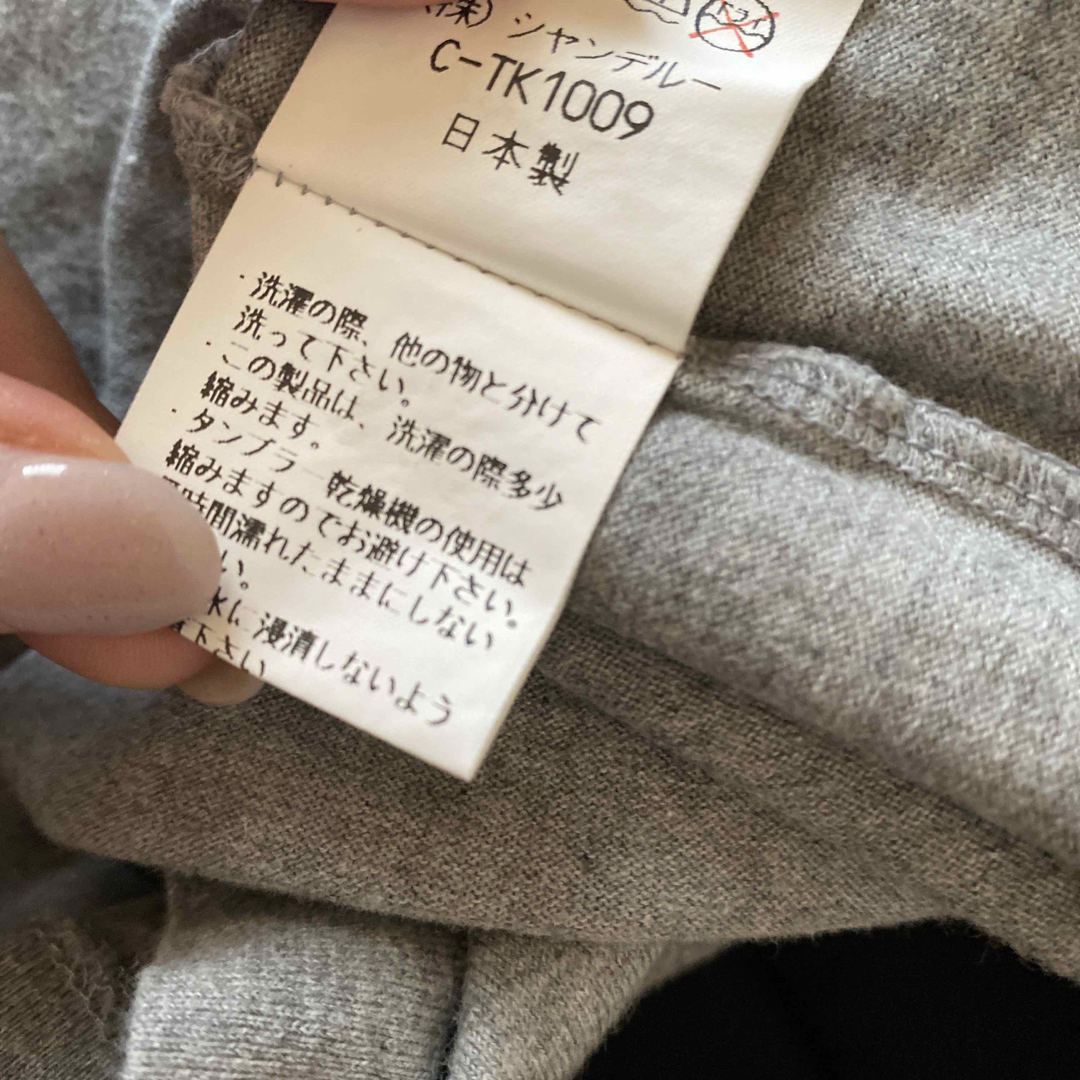 (株) シャンデルー
ドライ
C-TK1009
日本製
・洗濯の際、他の物と分けて
洗って下さい。
・この製品は、洗濯の際多少
縮みます。
・タンブラー乾燥機の使用は
縮みますのでお避け下さい。
時間濡れたままにしない
い。
水に浸漬しないよう
下さい